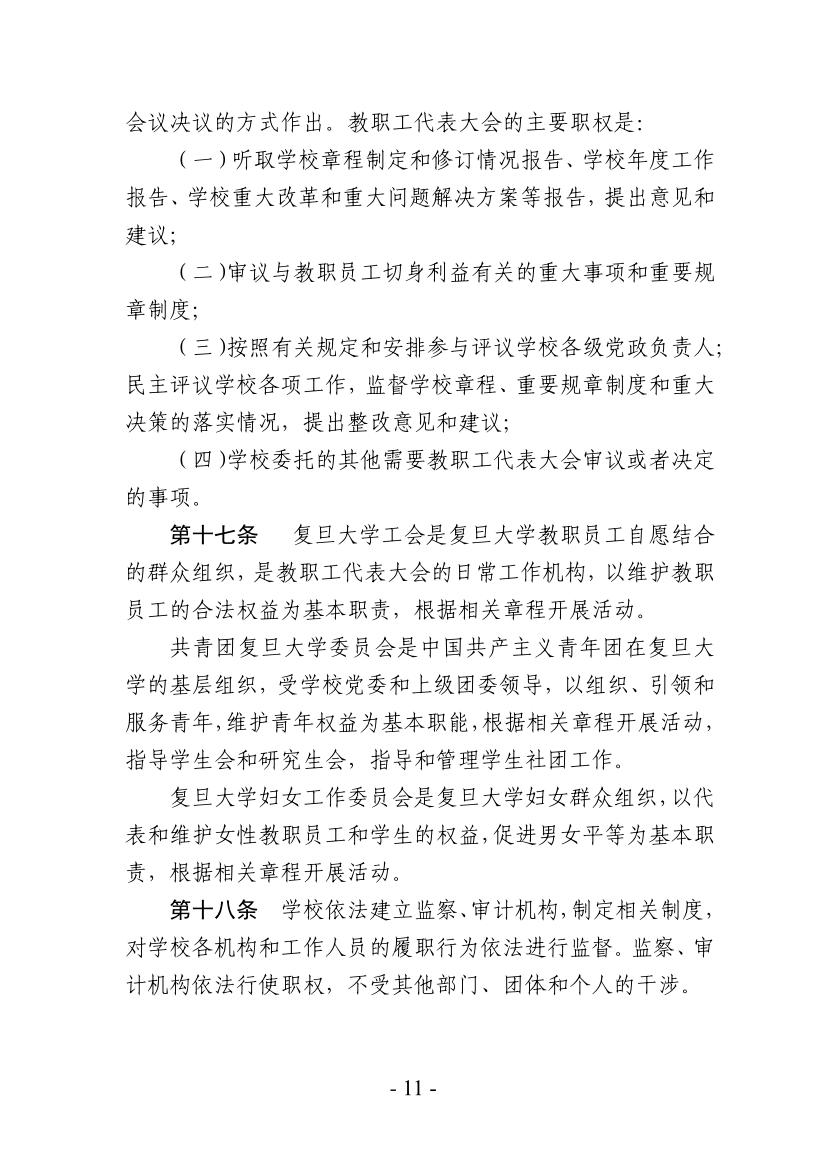 会议决议的方式作出。教职工代表大会的主要职权是：
（一）听取学校章程制定和修订情况报告、学校年度工作
报告、学校重大改革和重大问题解决方案等报告，提出意见和
建议；
（二）审议与教职员工切身利益有关的重大事项和重要规
章制度；
（三）按照有关规定和安排参与评议学校各级党政负责人；
民主评议学校各项工作，监督学校章程、重要规章制度和重大
决策的落实情况，提出整改意见和建议；
（四）学校委托的其他需要教职工代表大会审议或者决定
的事项。
第十七条　复旦大学工会是复旦大学教职员工自愿结合
的群众组织，是教职工代表大会的日常工作机构，以维护教职
员工的合法权益为基本职责，根据相关章程开展活动。
共青团复旦大学委员会是中国共产主义青年团在复旦大
学的基层组织，受学校党委和上级团委领导，以组织、引领和
服务青年，维护青年权益为基本职能，根据相关章程开展活动，
指导学生会和研究生会，指导和管理学生社团工作。
复旦大学妇女工作委员会是复旦大学妇女群众组织，以代
表和维护女性教职员工和学生的权益，促进男女平等为基本职
责，根据相关章程开展活动。
第十八条　学校依法建立监察、审计机构，制定相关制度，
对学校各机构和工作人员的履职行为依法进行监督。监察、审
计机构依法行使职权，不受其他部门、团体和个人的干涉。
- 11 -